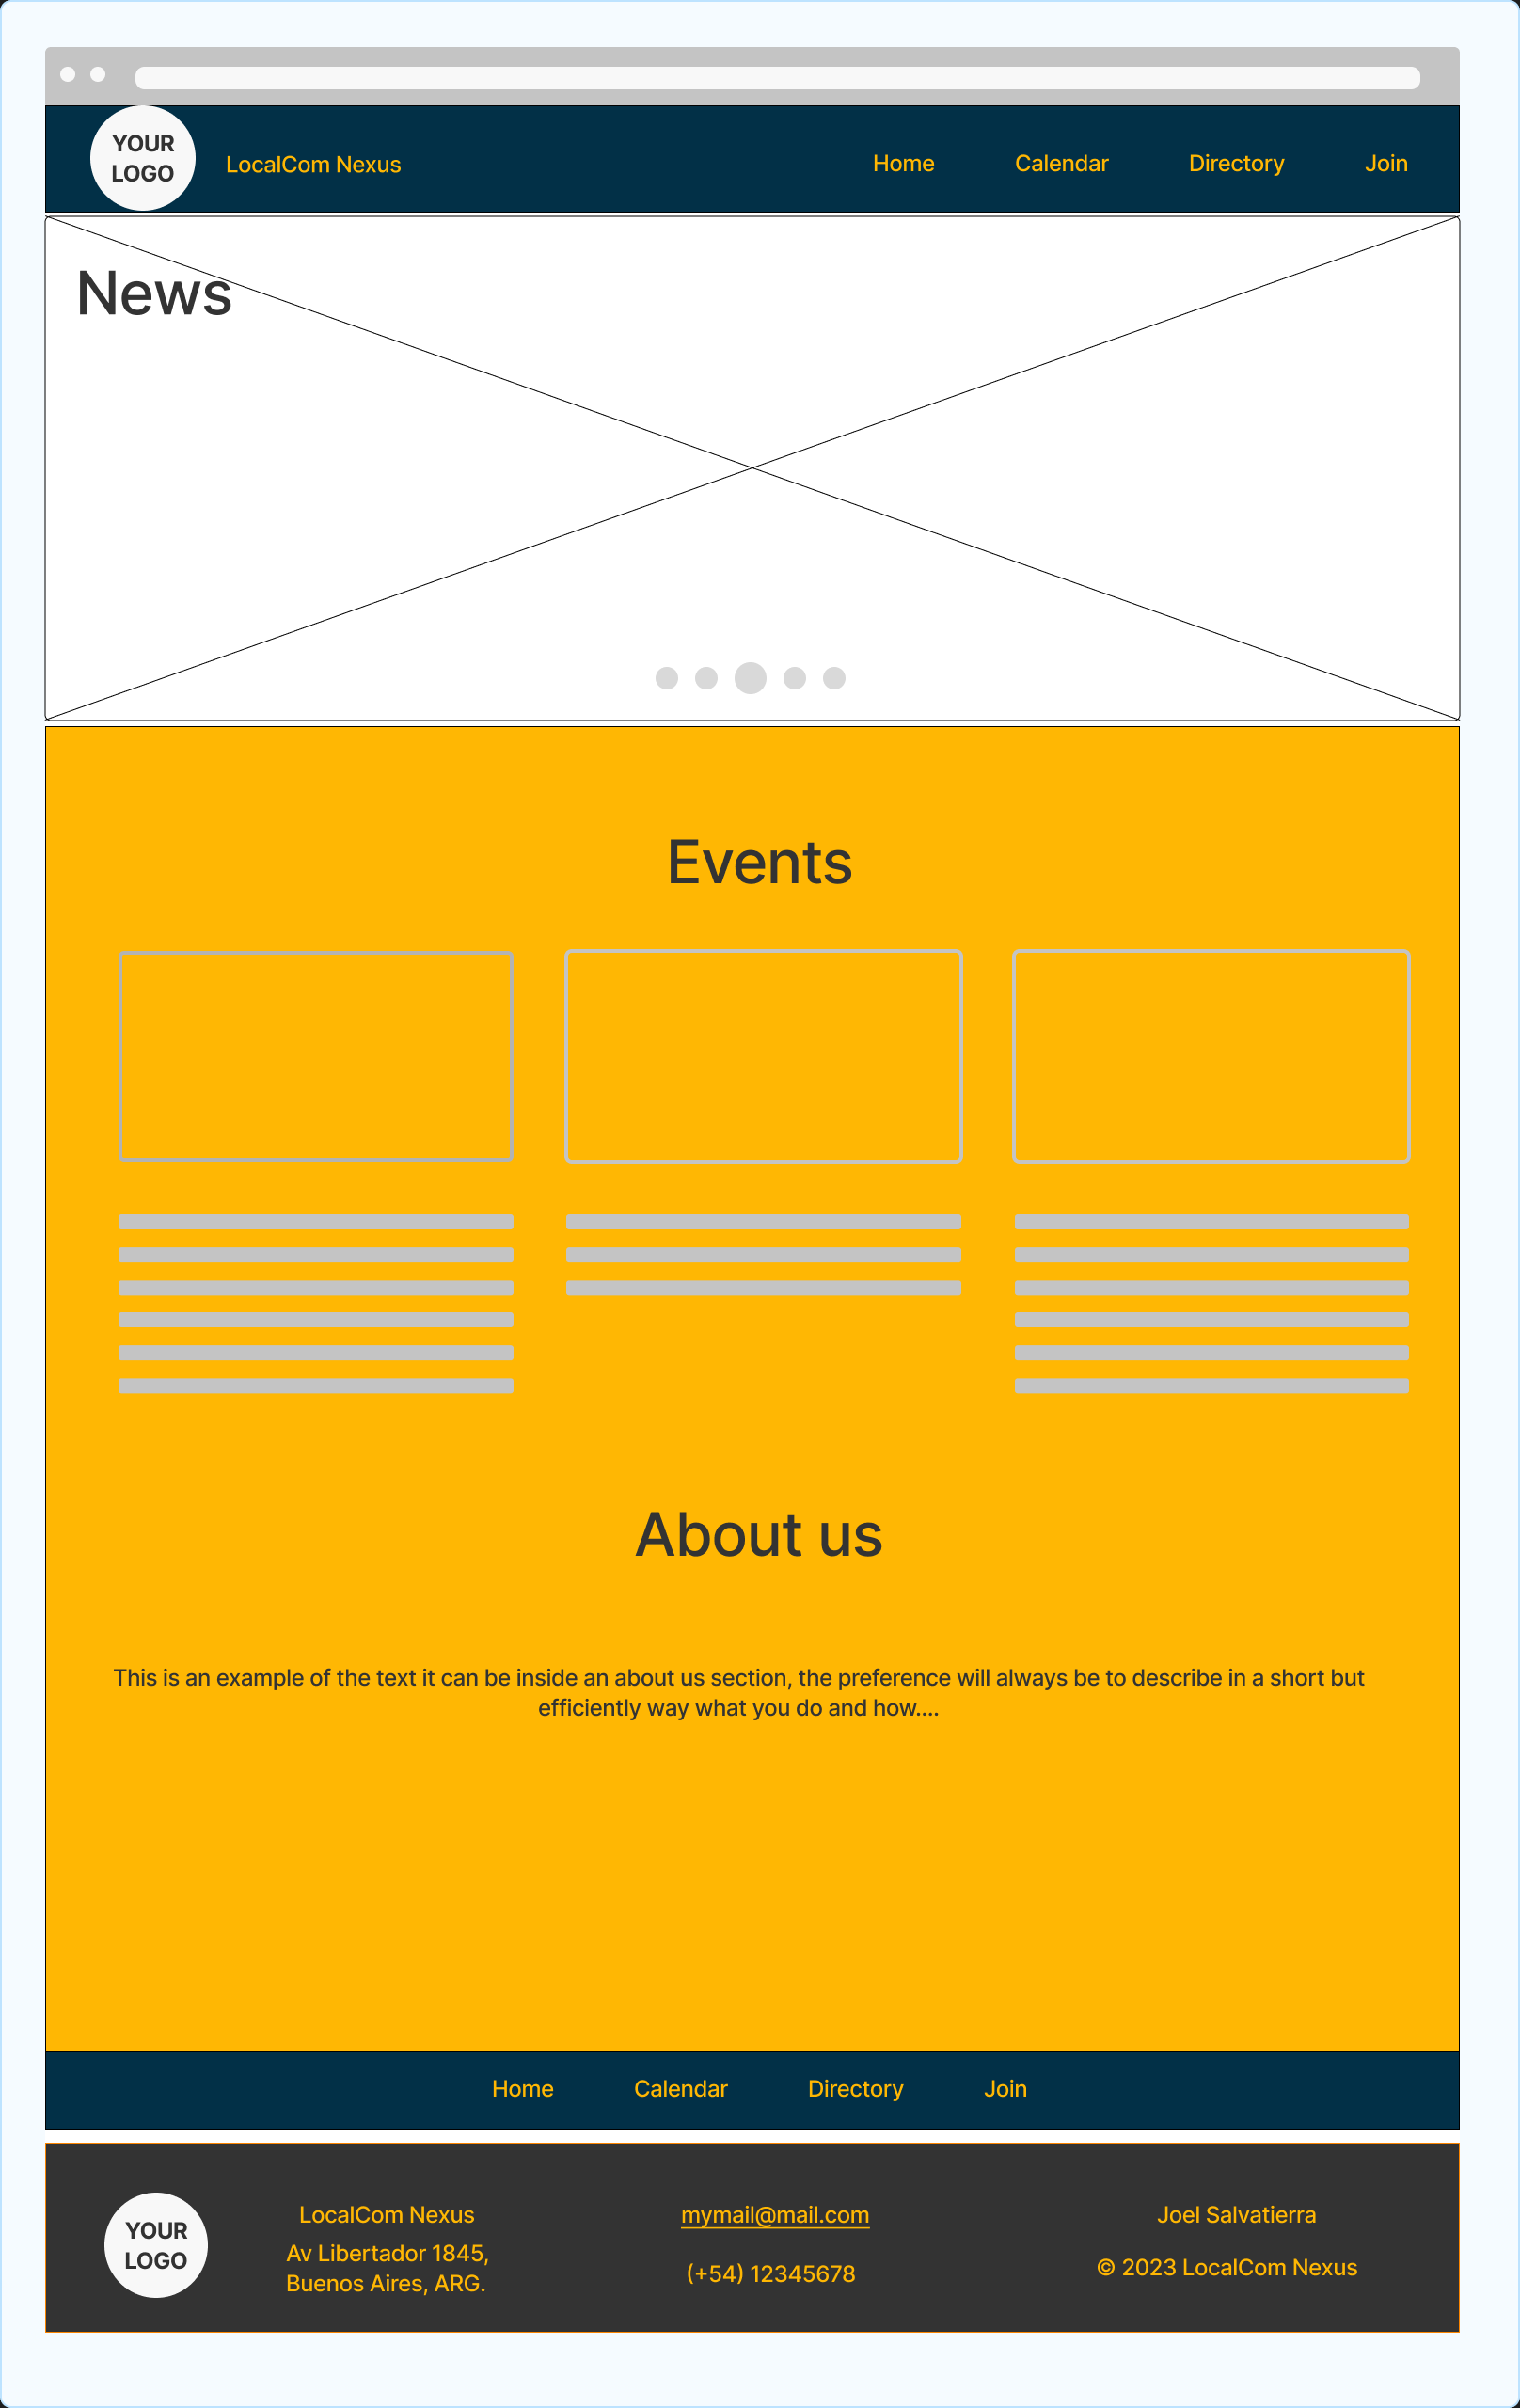 YOUR
LOGO
LocalCom Nexus
Home
Calendar
Directory
Join
News
Events
About us
This is an example of the text it can be inside an about us section, the preference will always be to describe in a short but
efficiently way what you do and how....
Home
Calendar
Directory
Join
YOUR
LOGO
LocalCom Nexus
Av Libertador 1845,
Buenos Aires, ARG.
mymail@mail.com
(+54) 12345678
Joel Salvatierra
© 2023 LocalCom Nexus